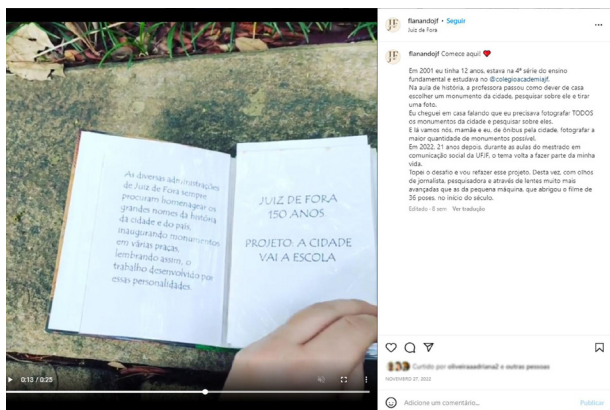 flanandojf • Seguir
Juiz de Fora
flanandojf Comece aqui!
Em 2001 eu tinha 12 anos, estava na 4ª série do ensino
fundamental e estudava no @colegioacademiajf.
Na aula de história, a professora passou como dever de casa
escolher um monumento da cidade, pesquisar sobre ele e tirar
uma foto.
Eu cheguei em casa falando que eu precisava fotografar TODOS
os monumentos da cidade e pesquisar sobre eles.
E lá vamos nós, mamãe e eu, de ônibus pela cidade, fotografar a
maior quantidade de monumentos possível.
Em 2022, 21 anos depois, durante as aulas do mestrado em
comunicação social da UFJF, o tema volta a fazer parte da minha
vida.
Topei o desafio e vou refazer esse projeto. Desta vez, com olhos
de jornalista, pesquisadora e através de lentes muito mais
avançadas que as da pequena máquina, que abrigou o filme de
36 poses, no início do século.
Editado · 8 sem Ver tradução
As diversas administrações
de Juiz de Fora sempre
procuram homenagear os
grandes nomes da história
da cidade e do país,
inaugurando monumentos
em várias praças,
lembrando assim, o
trabalho desenvolvido por
essas personalidades.
JUIZ DE FORA
150 ANOS
PROJETO: A CIDADE
VAI A ESCOLA
0:13 / 0:25
Curtido por oliveiraaadriana2 e outras pessoas
NOVEMBRO 27, 2022
Adicione um comentário...
Publicar